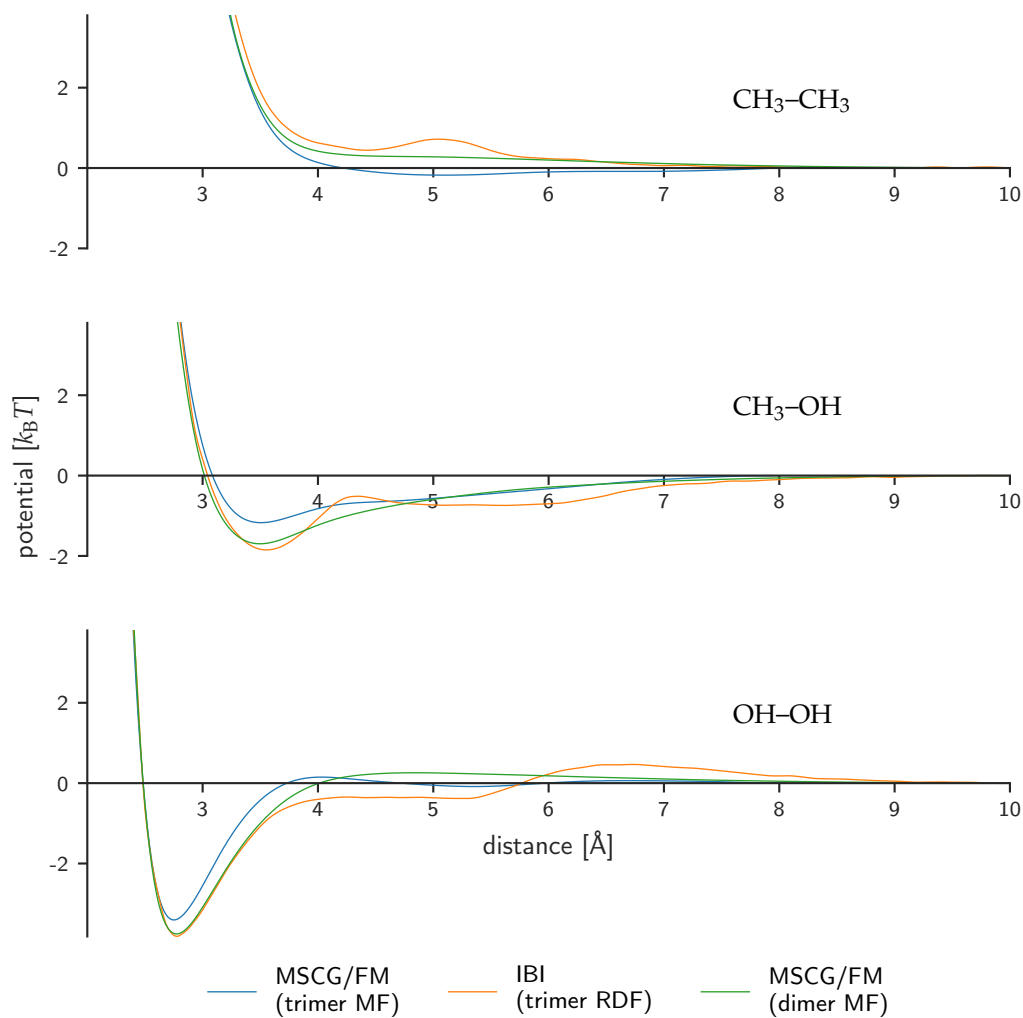 2
CH₃–CH₃
0
3 4 5 6 7 8 9 10
-2
2
CH₃–OH
potential [k_BT]
0
3 4 5 6 7 8 9 10
-2
2
OH–OH
0
3 4 5 6 7 8 9 10
distance [Å]
-2
MSCG/FM
(trimer MF)
IBI
(trimer RDF)
MSCG/FM
(dimer MF)